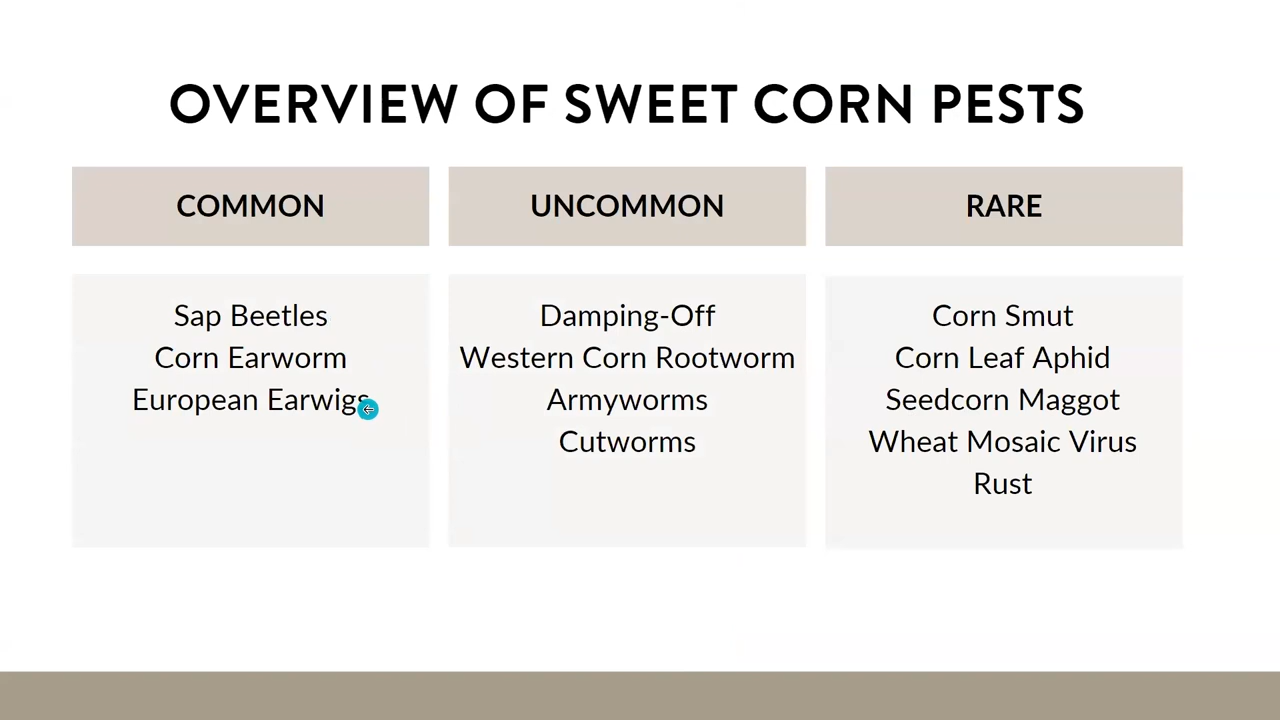 OVERVIEW OF SWEET CORN PESTS
COMMON
Sap Beetles
Corn Earworm
European Earwigs
UNCOMMON
Damping-Off
Western Corn Rootworm
Armyworms
Cutworms
RARE
Corn Smut
Corn Leaf Aphid
Seedcorn Maggot
Wheat Mosaic Virus
Rust